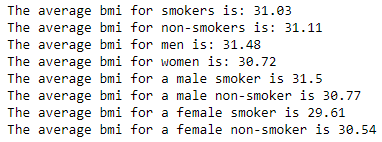 The average bmi for smokers is: 31.03
The average bmi for non-smokers is: 31.11
The average bmi for men is: 31.48
The average bmi for women is: 30.72
The average bmi for a male smoker is 31.5
The average bmi for a male non-smoker is 30.77
The average bmi for a female smoker is 29.61
The average bmi for a female non-smoker is 30.54